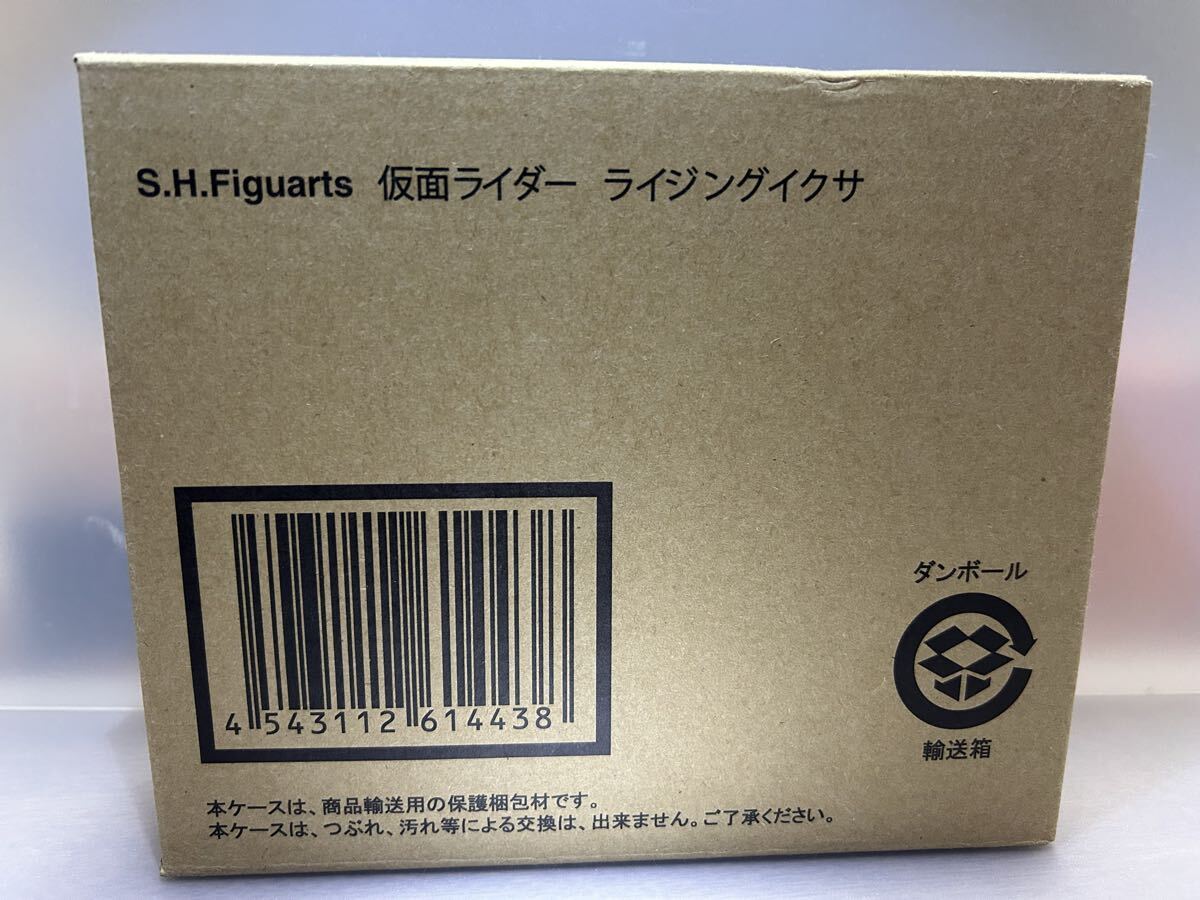 S.H.Figuarts 仮面ライダー ライジングイクサ
4 543112 614438
ダンボール
輸送箱
本ケースは、商品輸送用の保護梱包材です。
本ケースは、つぶれ、汚れ等による交換は、出来ません。ご了承ください。